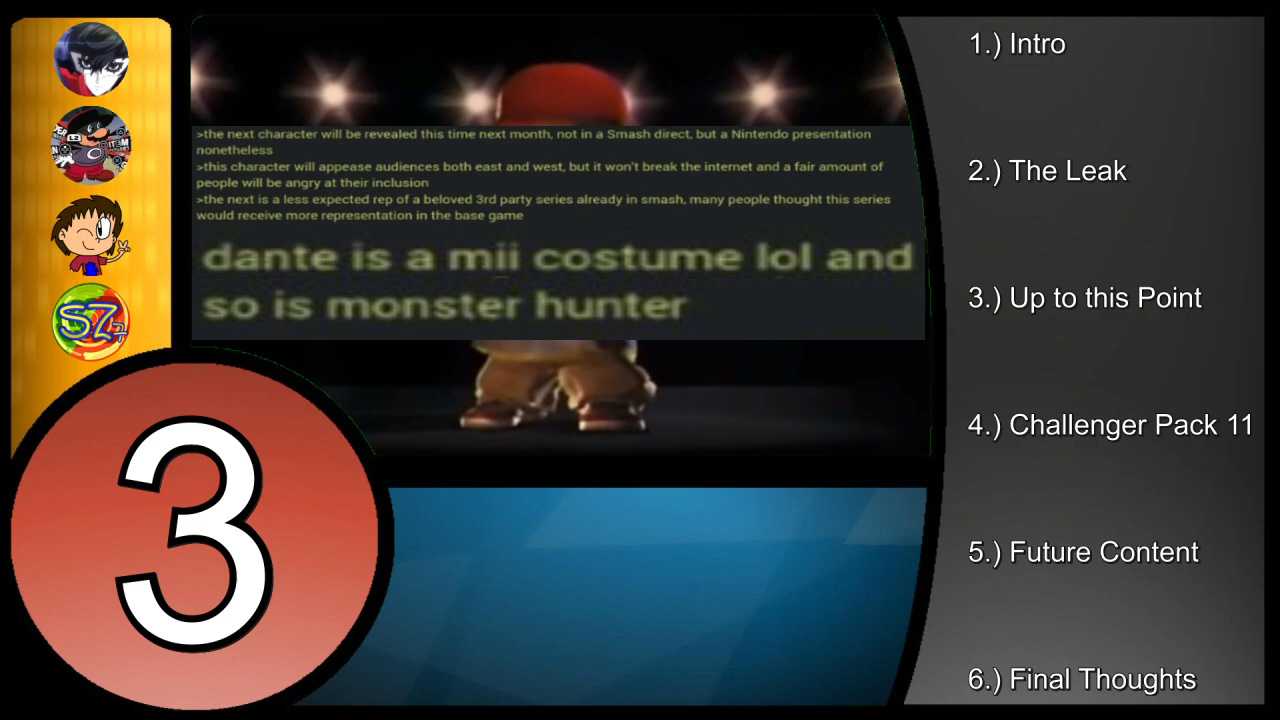 >the next character will be revealed this time next month, not in a Smash direct, but a Nintendo presentation
nonetheless
>this character will appease audiences both east and west, but it won't break the internet and a fair amount of
people will be angry at their inclusion
>the next is a less expected rep of a beloved 3rd party series already in smash, many people thought this series
would receive more representation in the base game
dante is a mii costume lol and
so is monster hunter
SZ
3
1.) Intro
2.) The Leak
3.) Up to this Point
4.) Challenger Pack 11
5.) Future Content
6.) Final Thoughts